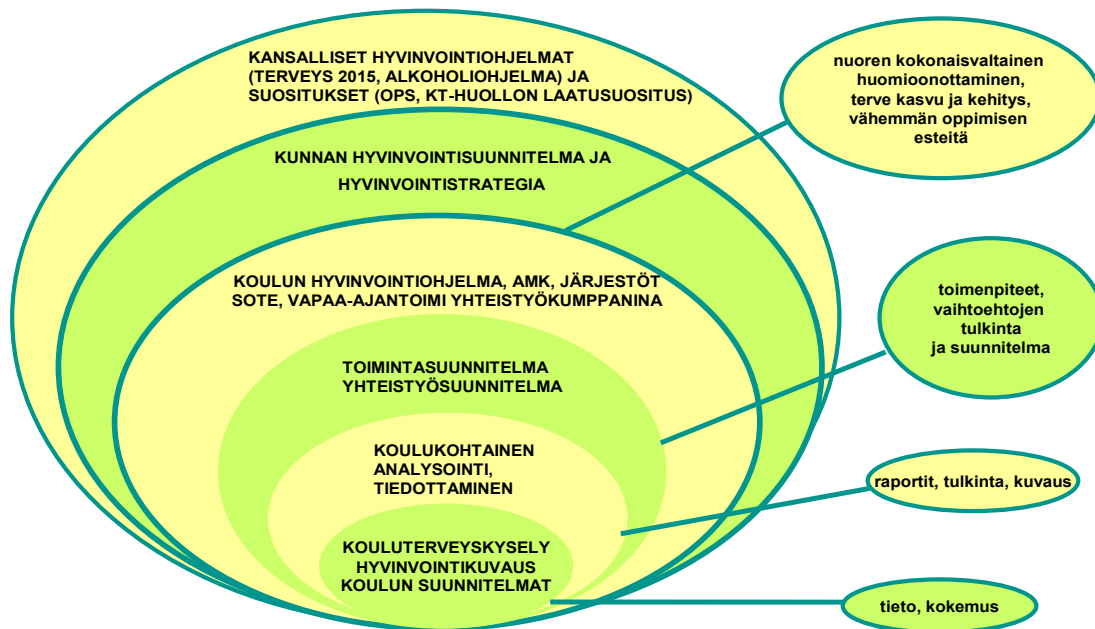 KANSALLISET HYVINVOINTIOHJELMAT
(TERVEYS 2015, ALKOHOLIOHJELMA) JA
SUOSITUKSET (OPS, KT-HUOLLON LAATUSUOSITUS)
KUNNAN HYVINVOINTISUUNNITELMA JA
HYVINVOINTISTRATEGIA
KOULUN HYVINVOINTIOHJELMA, AMK, JÄRJESTÖT
SOTE, VAPAA-AJANTOIMI YHTEISTYÖKUMPPANINA
TOIMINTASUUNNITELMA
YHTEISTYÖSUUNNITELMA
KOULUKOHTAINEN
ANALYSOINTI,
TIEDOTTAMINEN
KOULUTERVEYSKYSELY
HYVINVOINTIKUVAUS
KOULUN SUUNNITELMAT
nuoren kokonaisvaltainen
huomioonottaminen,
terve kasvu ja kehitys,
vähemmän oppimisen
esteitä
toimenpiteet,
vaihtoehtojen
tulkinta
ja suunnitelma
raportit, tulkinta, kuvaus
tieto, kokemus